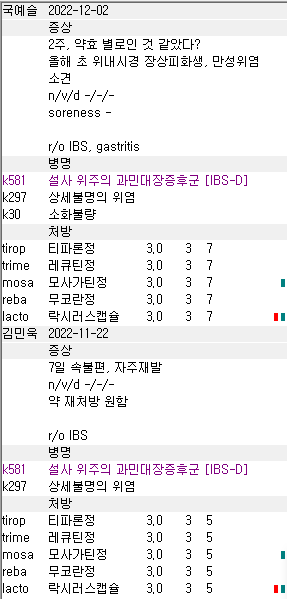 국예슬 2022-12-02
증상
2주, 약효 별로인 것 같았다?
올해 초 위내시경 장상피화생, 만성위염
소견
n/v/d -/-/-
soreness -
r/o IBS, gastritis
병명
k581 설사 위주의 과민대장증후군 [IBS-D]
k297 상세불명의 위염
k30 소화불량
처방
tirop 티파론정 3,0 3 7
trime 레큐틴정 3,0 3 7
mosa 모사가틴정 3,0 3 7
reba 무코란정 3,0 3 7
lacto 락시러스캡슐 3,0 3 7
김민욱 2022-11-22
증상
7일 속불편, 자주재발
n/v/d -/-/-
약 재처방 원함
r/o IBS
병명
k581 설사 위주의 과민대장증후군 [IBS-D]
k297 상세불명의 위염
처방
tirop 티파론정 3,0 3 5
trime 레큐틴정 3,0 3 5
mosa 모사가틴정 3,0 3 5
reba 무코란정 3,0 3 5
lacto 락시러스캡슐 3,0 3 5